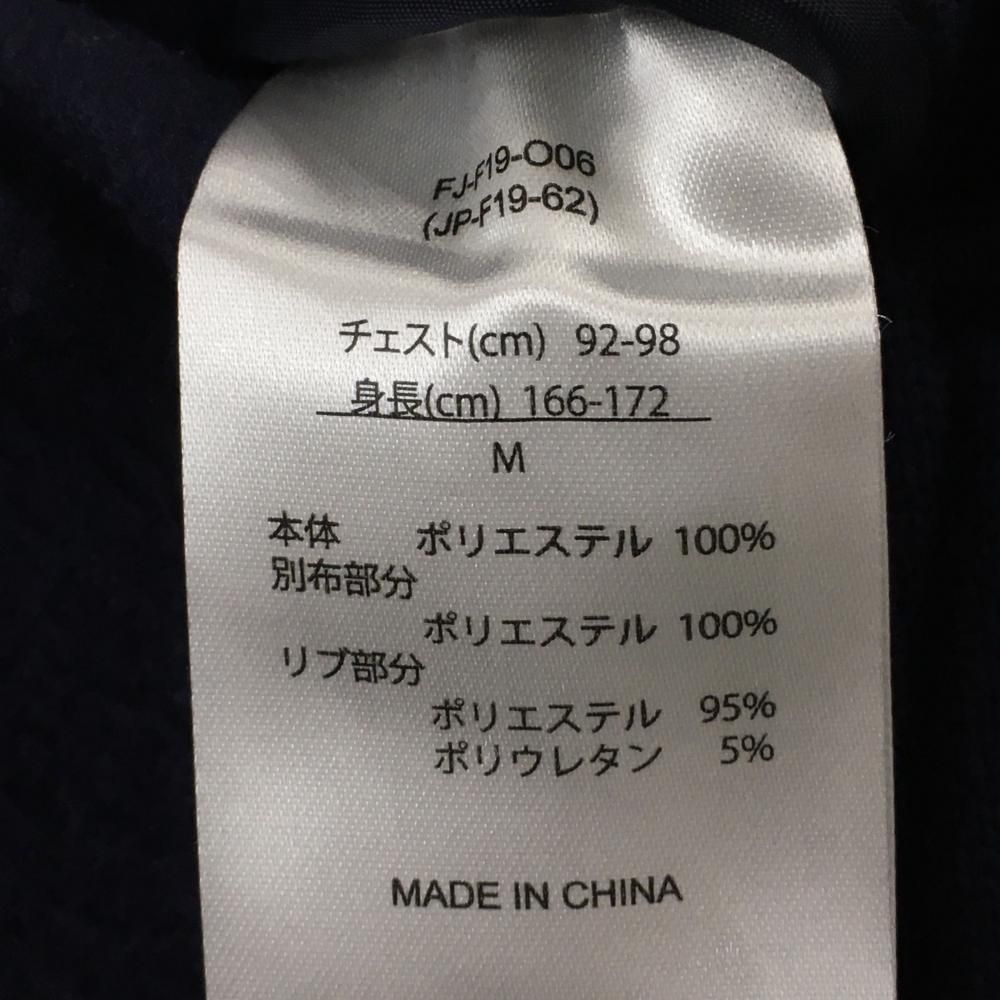 FJ-F19-O06
(JP-F19-62)
チェスト(cm) 92-98
身長(cm) 166-172
M
本体 ポリエステル 100%
別布部分
ポリエステル 100%
リブ部分
ポリエステル 95%
ポリウレタン 5%
MADE IN CHINA